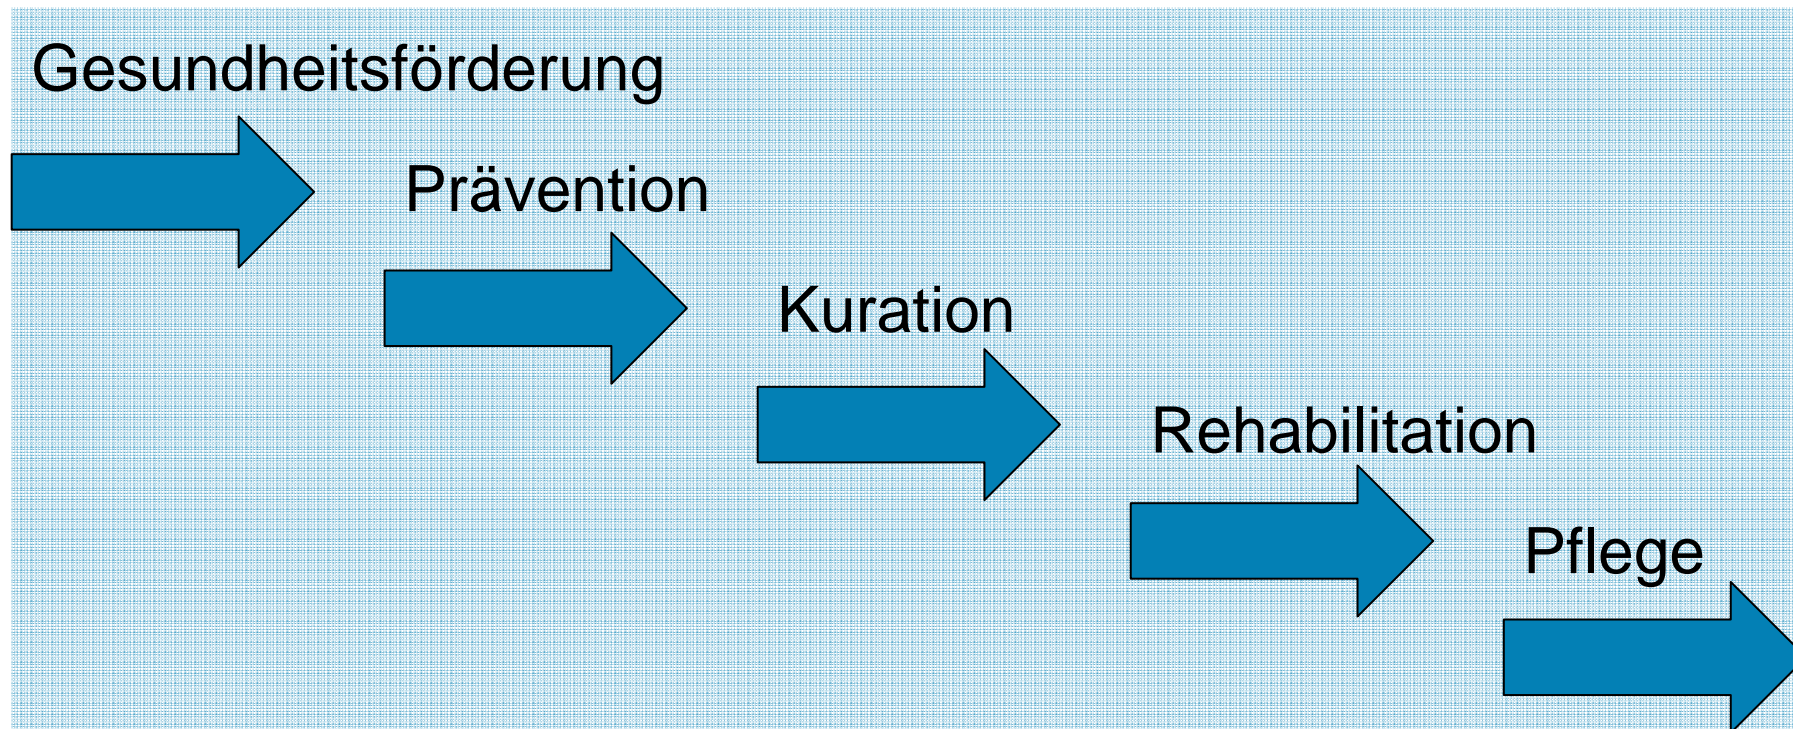 Gesundheitsförderung
Prävention
Kuration
Rehabilitation
Pflege